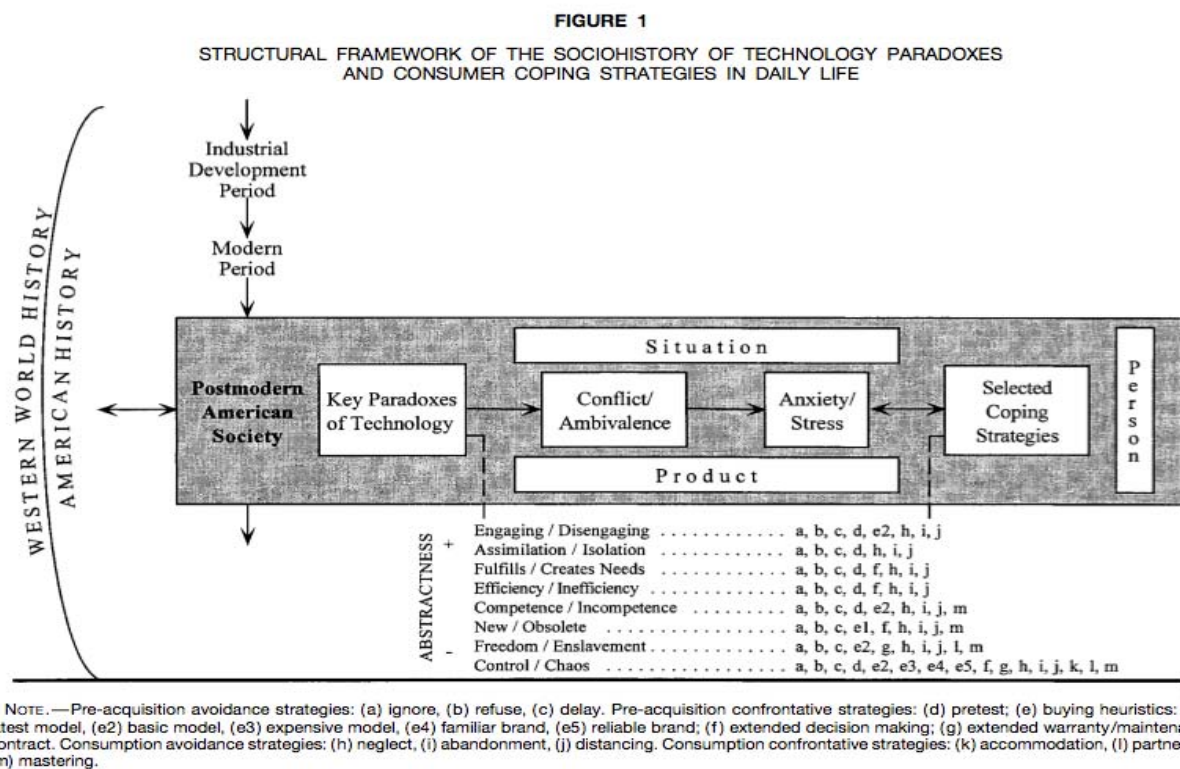 FIGURE 1
STRUCTURAL FRAMEWORK OF THE SOCIOHISTORY OF TECHNOLOGY PARADOXES
AND CONSUMER COPING STRATEGIES IN DAILY LIFE
WESTERN WORLD HISTORY
AMERICAN HISTORY
Industrial
Development
Period
Modern
Period
Postmodern
American
Society
Key Paradoxes
of Technology
Situation
Conflict/
Ambivalence
Anxiety/
Stress
Product
Selected
Coping
Strategies
Person
ABSTRACTNESS
+
-
Engaging / Disengaging . . . . . . . . . . . . . a, b, c, d, e2, h, i, j
Assimilation / Isolation . . . . . . . . . . . . . a, b, c, d, h, i, j
Fulfills / Creates Needs . . . . . . . . . . . . . a, b, c, d, f, h, i, j
Efficiency / Inefficiency . . . . . . . . . . . . . . a, b, c, d, f, h, i, j
Competence / Incompetence . . . . . . . . . a, b, c, d, e2, h, i, j, m
New / Obsolete . . . . . . . . . . . . . . . . . . a, b, c, e1, f, h, i, j, m
Freedom / Enslavement . . . . . . . . . . . . . . a, b, c, e2, g, h, i, j, l, m
Control / Chaos . . . . . . . . . . . . . . . . . . a, b, c, d, e2, e3, e4, e5, f, g, h, i, j, k, l, m
NOTE.—Pre-acquisition avoidance strategies: (a) ignore, (b) refuse, (c) delay. Pre-acquisition confrontative strategies: (d) pretest; (e) buying heuristics:
test model, (e2) basic model, (e3) expensive model, (e4) familiar brand, (e5) reliable brand; (f) extended decision making; (g) extended warranty/maintena
ontract. Consumption avoidance strategies: (h) neglect, (i) abandonment, (j) distancing. Consumption confrontative strategies: (k) accommodation, (l) partne
m) mastering.